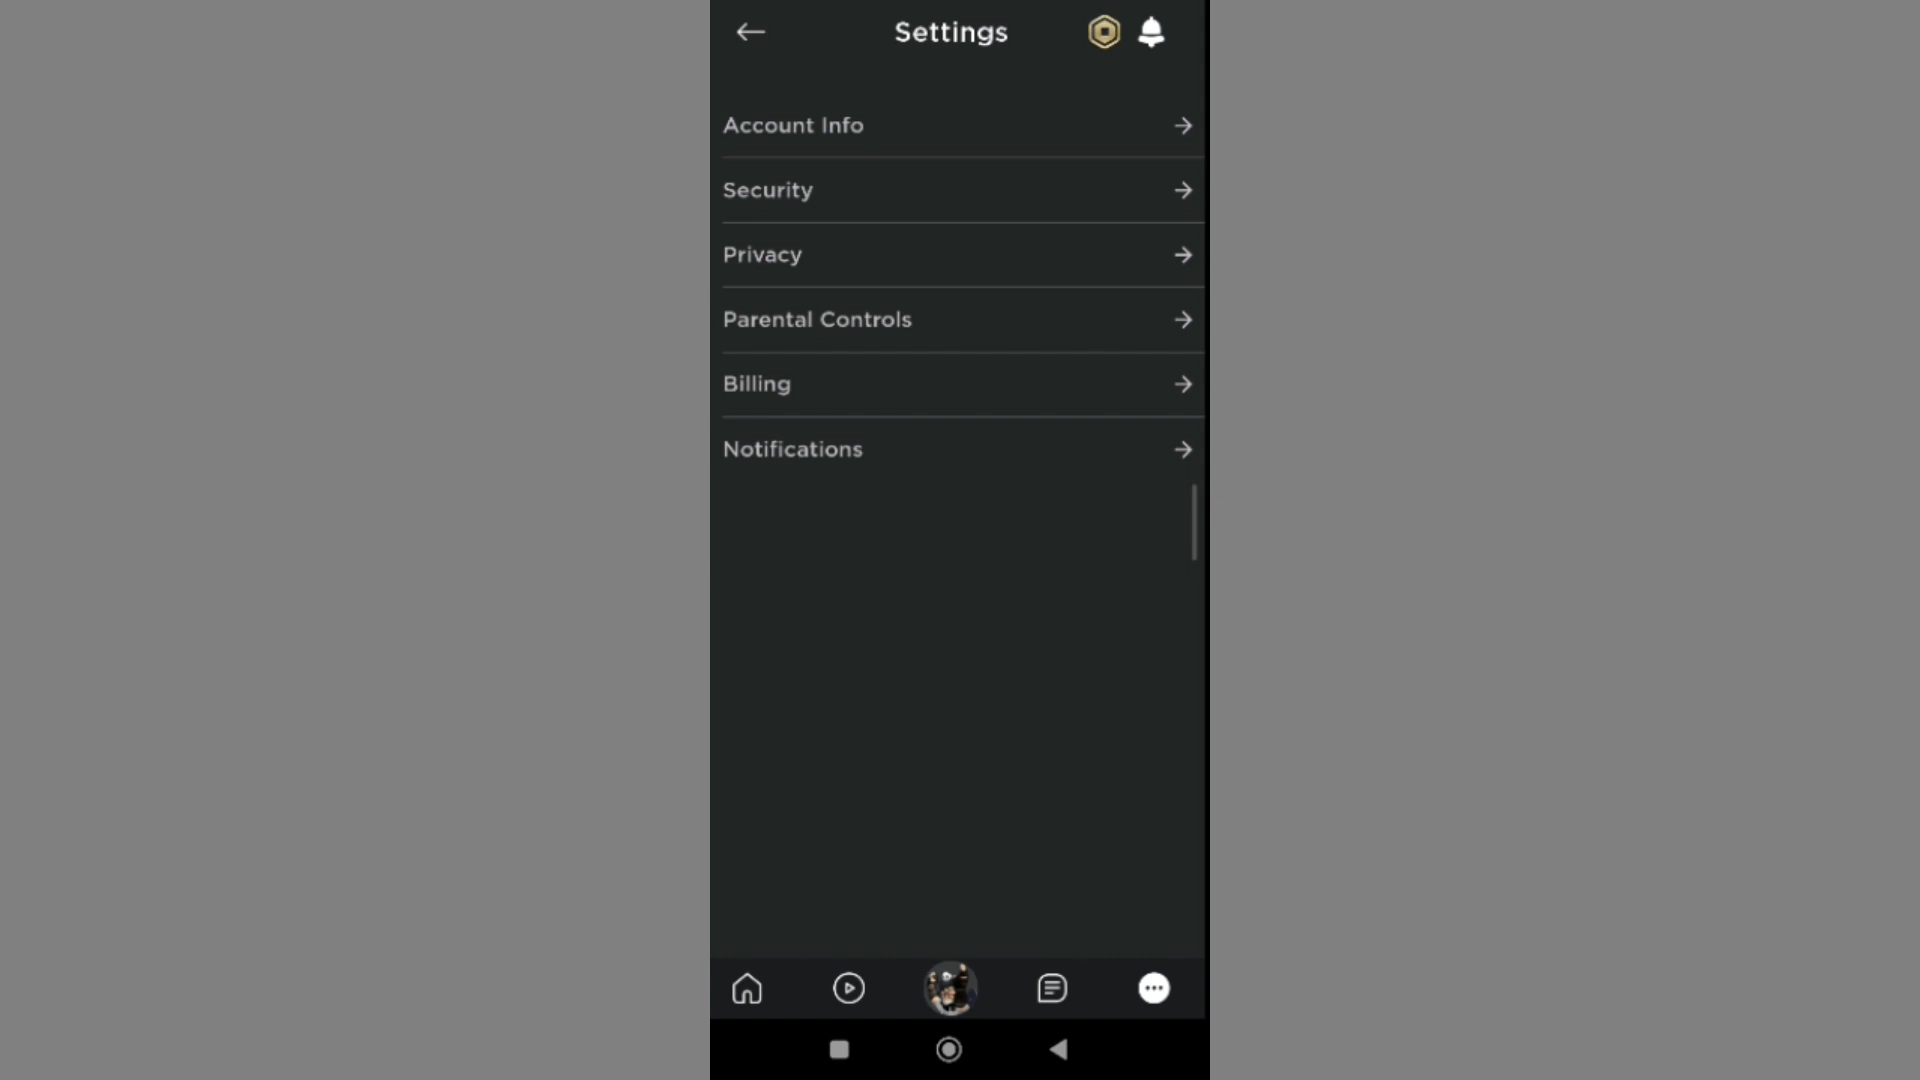 Settings
Account Info
Security
Privacy
Parental Controls
Billing
Notifications